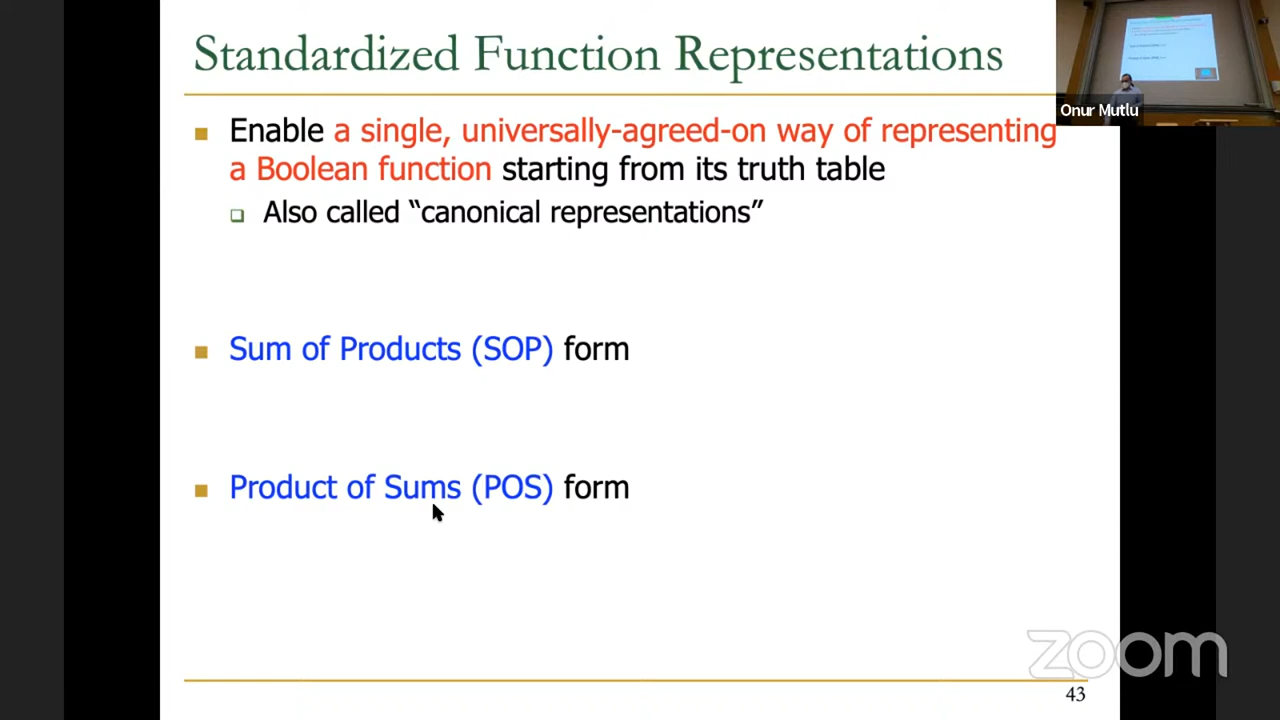 Standardized Function Representations
Enable a single, universally-agreed-on way of representing
a Boolean function starting from its truth table
Also called “canonical representations”
Sum of Products (SOP) form
Product of Sums (POS) form
Onur Mutlu
zoom
43